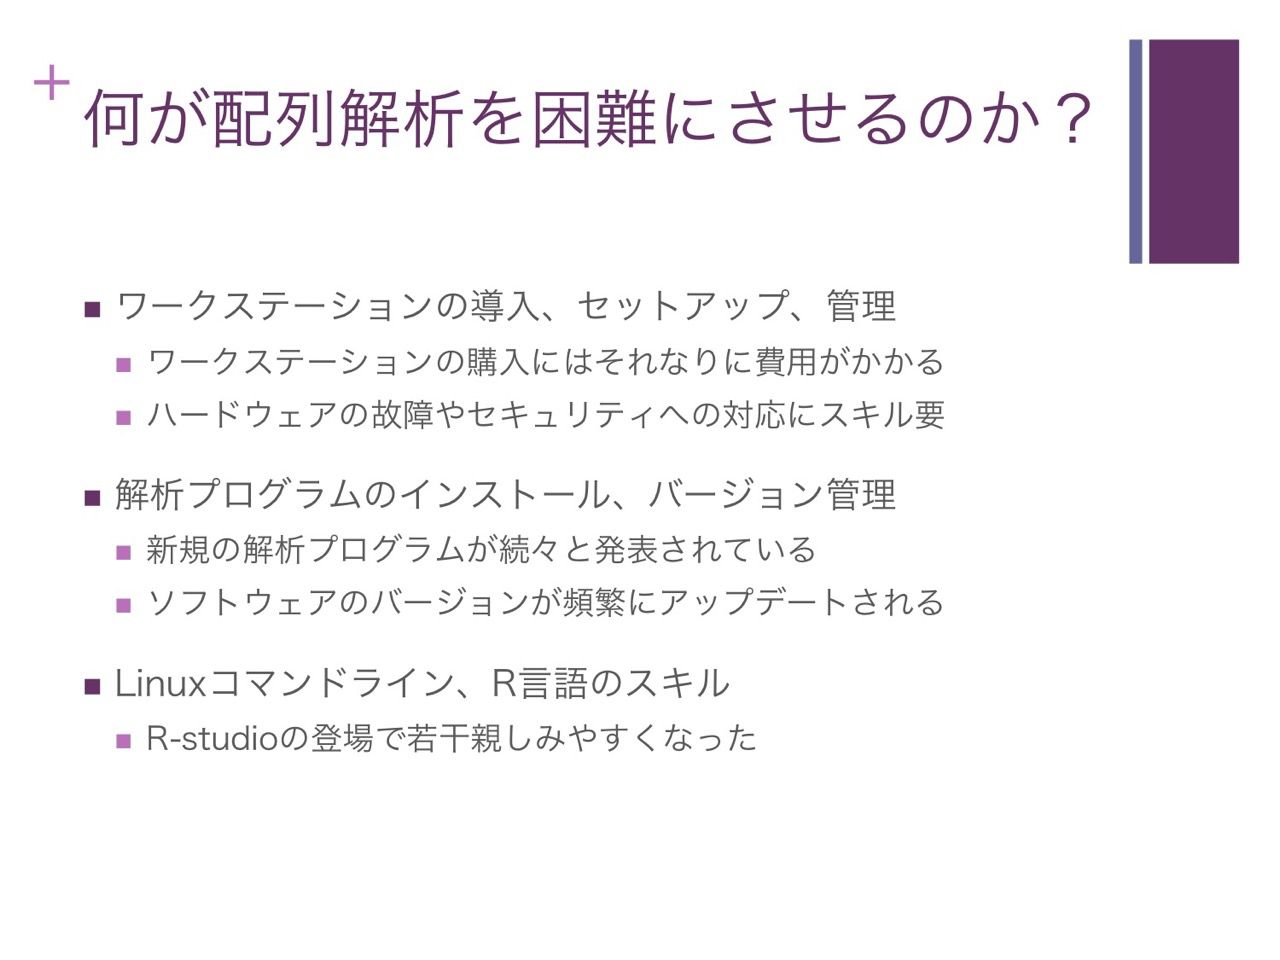 何が配列解析を困難にさせるのか？
ワークステーションの導入、セットアップ、管理
ワークステーションの購入にはそれなりに費用がかかる
ハードウェアの故障やセキュリティへの対応にスキル要
解析プログラムのインストール、バージョン管理
新規の解析プログラムが続々と発表されている
ソフトウェアのバージョンが頻繁にアップデートされる
Linuxコマンドライン、R言語のスキル
R-studioの登場で若干親しみやすくなった